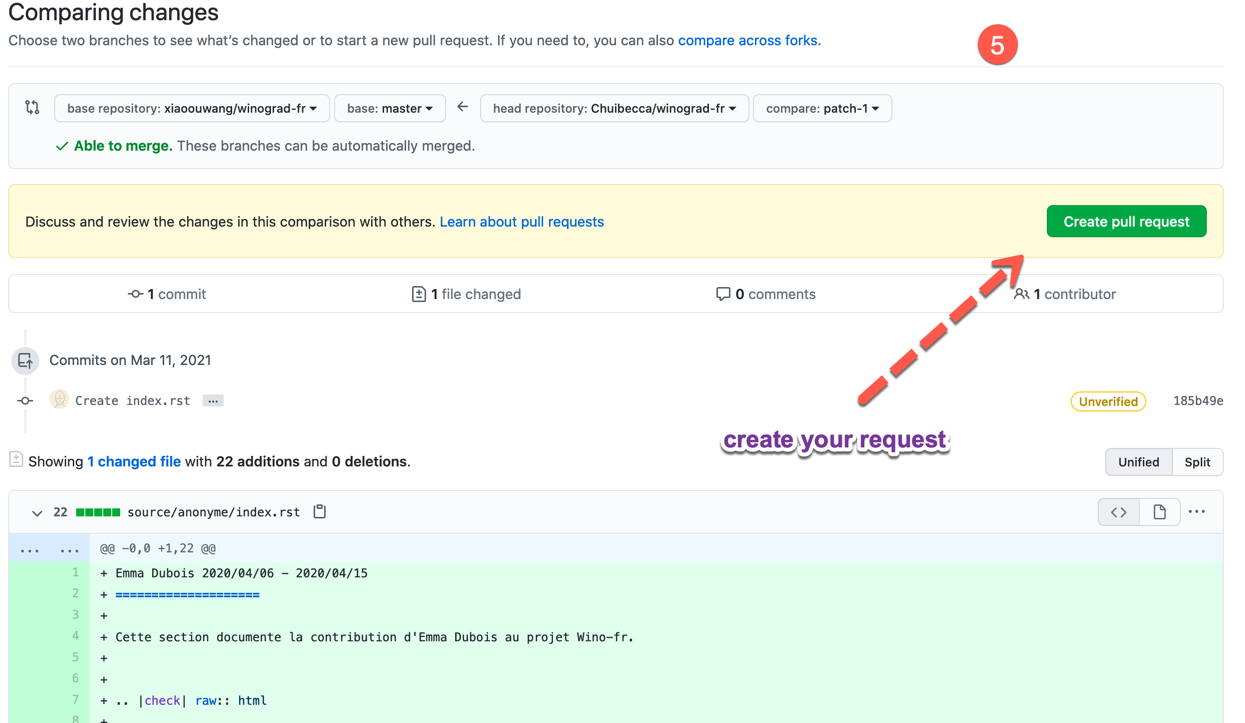 Comparing changes
Choose two branches to see what's changed or to start a new pull request. If you need to, you can also compare across forks.
5
base repository: xiaoouwang/winograd-fr base: master ← head repository: Chuibecca/winograd-fr compare: patch-1
Able to merge. These branches can be automatically merged.
Discuss and review the changes in this comparison with others. Learn about pull requests
Create pull request
1 commit 1 file changed 0 comments 1 contributor
Commits on Mar 11, 2021
Create index.rst ... Unverified 185b49e
create your request
Showing 1 changed file with 22 additions and 0 deletions.
Unified Split
22 source/anonyme/index.rst <> ...
... ... @@ -0,0 +1,22 @@
1 + Emma Dubois 2020/04/06 - 2020/04/15
2 + ====================
3 +
4 + Cette section documente la contribution d'Emma Dubois au projet Wino-fr.
5 +
6 +
7 + .. |check| raw:: html
8 +